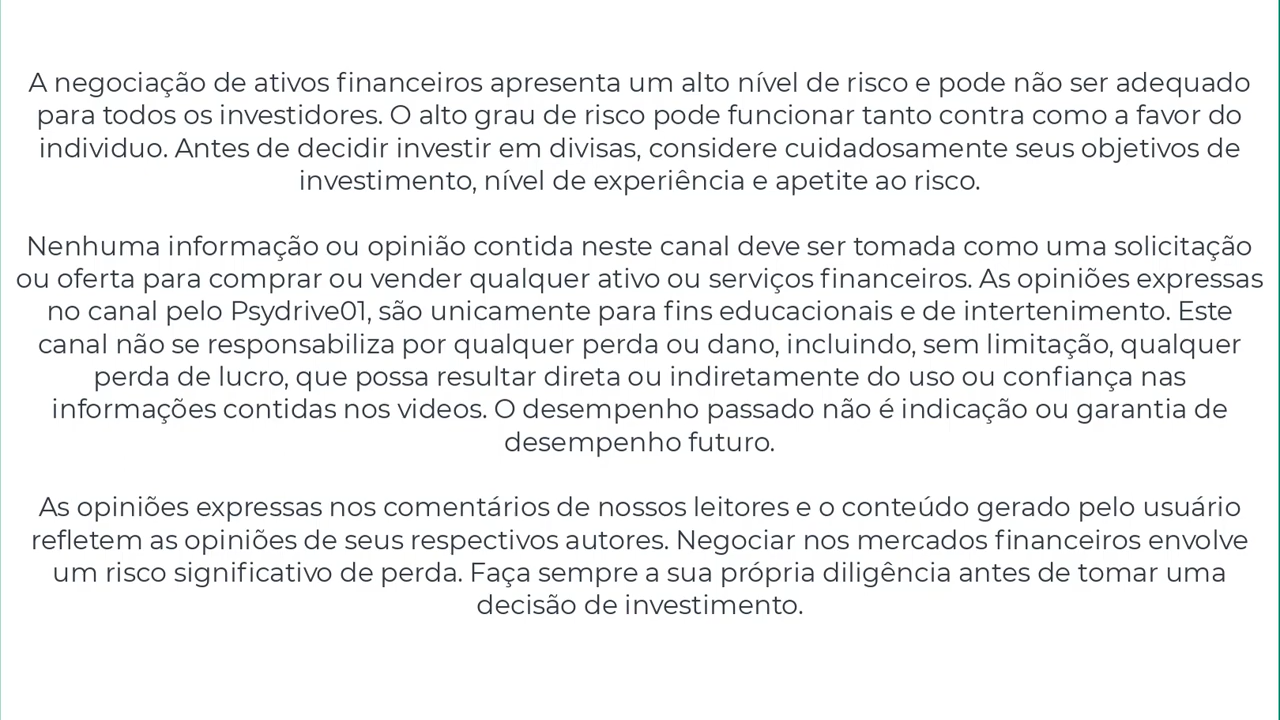 A negociação de ativos financeiros apresenta um alto nível de risco e pode não ser adequado
para todos os investidores. O alto grau de risco pode funcionar tanto contra como a favor do
individuo. Antes de decidir investir em divisas, considere cuidadosamente seus objetivos de
investimento, nível de experiência e apetite ao risco.
Nenhuma informação ou opinião contida neste canal deve ser tomada como uma solicitação
ou oferta para comprar ou vender qualquer ativo ou serviços financeiros. As opiniões expressas
no canal pelo Psydrive01, são unicamente para fins educacionais e de intertenimento. Este
canal não se responsabiliza por qualquer perda ou dano, incluindo, sem limitação, qualquer
perda de lucro, que possa resultar direta ou indiretamente do uso ou confiança nas
informações contidas nos videos. O desempenho passado não é indicação ou garantia de
desempenho futuro.
As opiniões expressas nos comentários de nossos leitores e o conteúdo gerado pelo usuário
refletem as opiniões de seus respectivos autores. Negociar nos mercados financeiros envolve
um risco significativo de perda. Faça sempre a sua própria diligência antes de tomar uma
decisão de investimento.